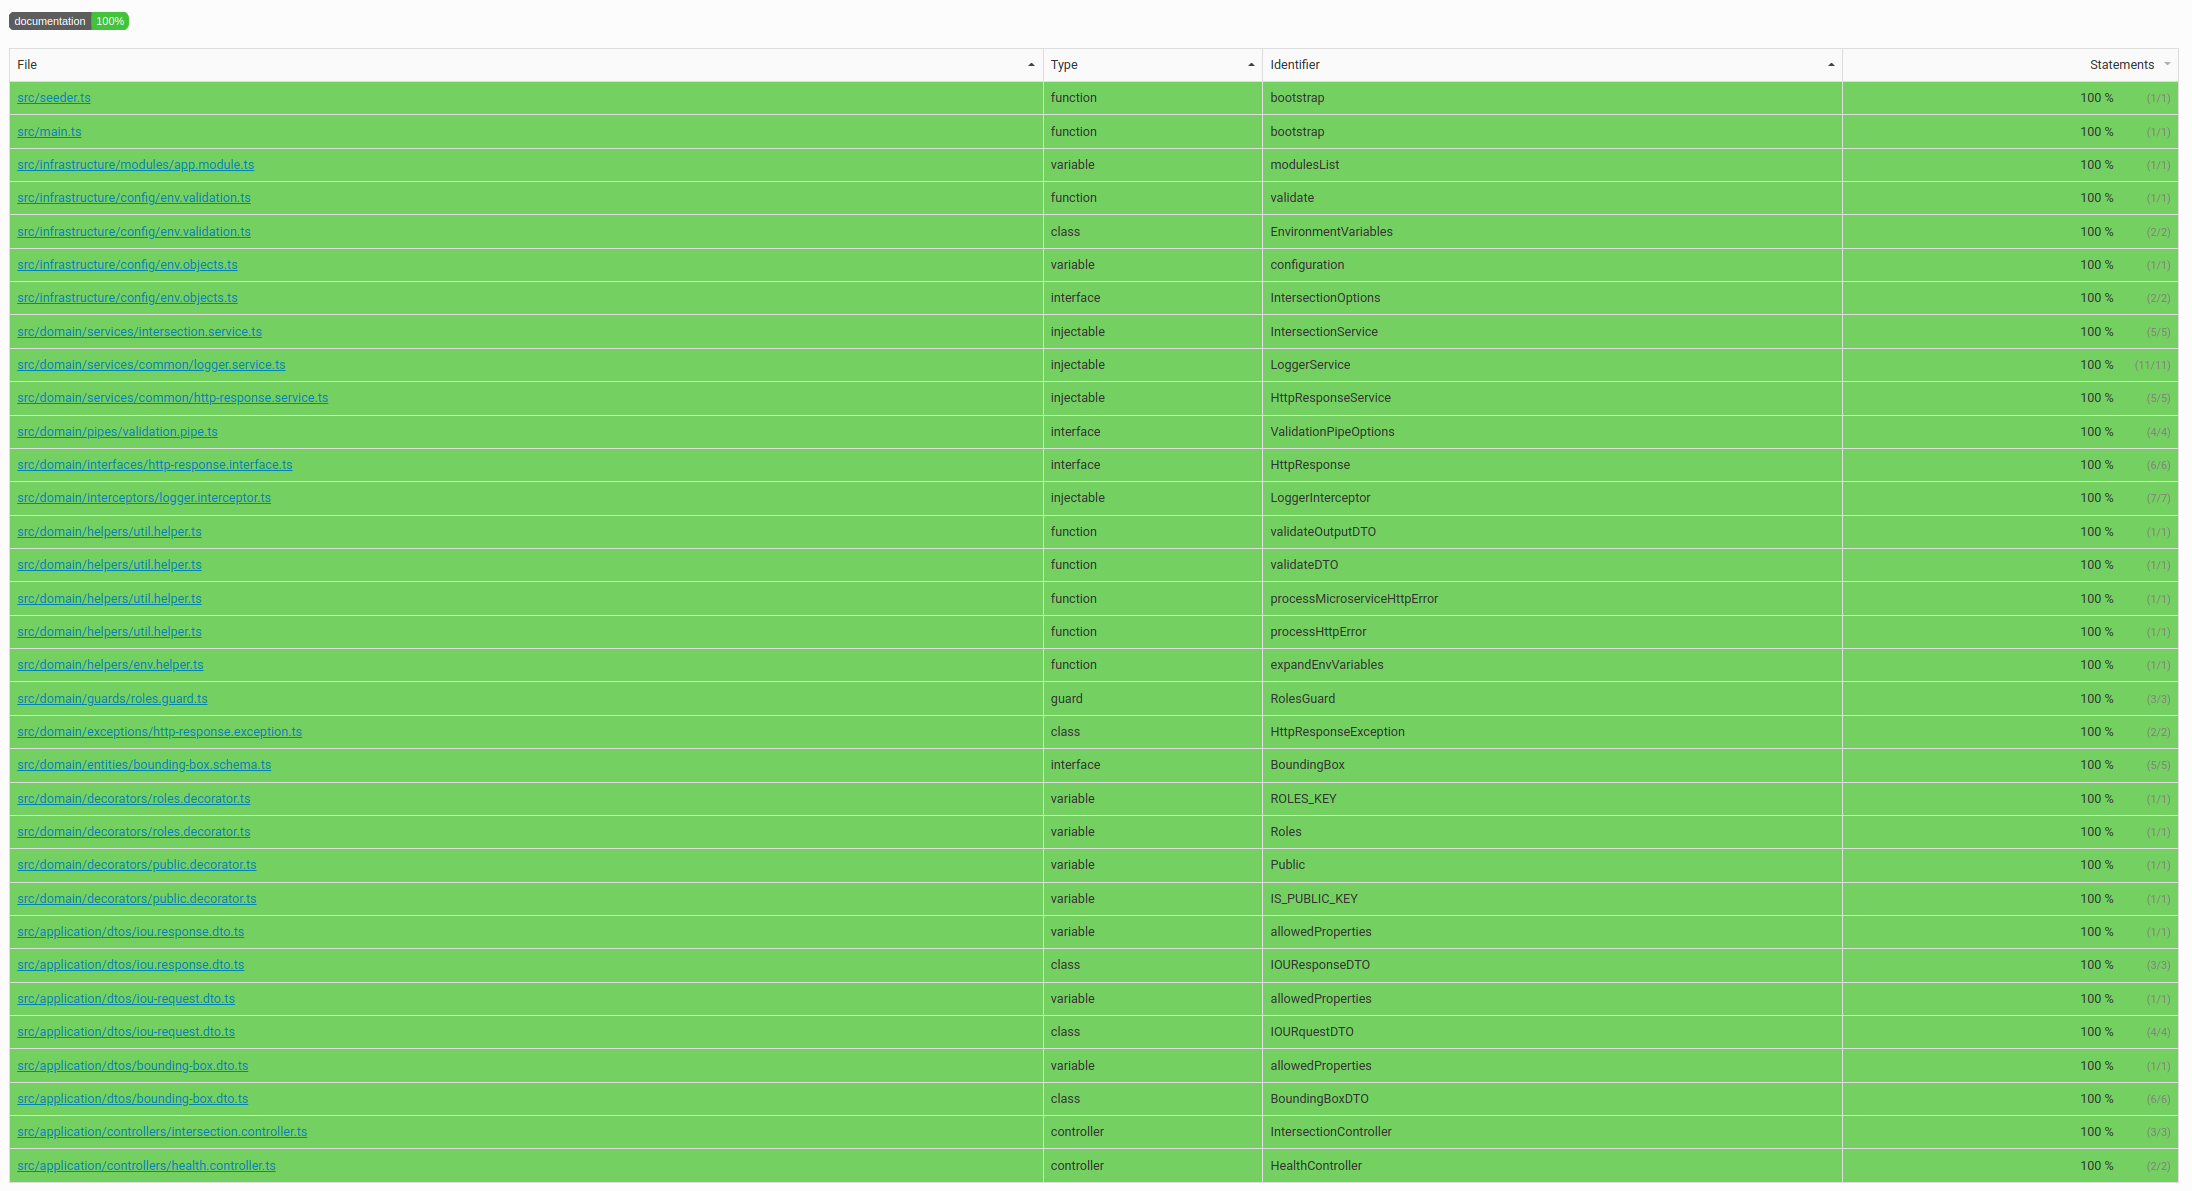 documentation 100%
File Type Identifier Statements
src/seeder.ts function bootstrap 100 % (1/1)
src/main.ts function bootstrap 100 % (1/1)
src/infrastructure/modules/app.module.ts variable modulesList 100 % (1/1)
src/infrastructure/config/env.validation.ts function validate 100 % (1/1)
src/infrastructure/config/env.validation.ts class EnvironmentVariables 100 % (2/2)
src/infrastructure/config/env.objects.ts variable configuration 100 % (1/1)
src/infrastructure/config/env.objects.ts interface IntersectionOptions 100 % (2/2)
src/domain/services/intersection.service.ts injectable IntersectionService 100 % (5/5)
src/domain/services/common/logger.service.ts injectable LoggerService 100 % (11/11)
src/domain/services/common/http-response.service.ts injectable HttpResponseService 100 % (5/5)
src/domain/pipes/validation.pipe.ts interface ValidationPipeOptions 100 % (4/4)
src/domain/interfaces/http-response.interface.ts interface HttpResponse 100 % (6/6)
src/domain/interceptors/logger.interceptor.ts injectable LoggerInterceptor 100 % (7/7)
src/domain/helpers/util.helper.ts function validateOutputDTO 100 % (1/1)
src/domain/helpers/util.helper.ts function validateDTO 100 % (1/1)
src/domain/helpers/util.helper.ts function processMicroserviceHttpError 100 % (1/1)
src/domain/helpers/util.helper.ts function processHttpError 100 % (1/1)
src/domain/helpers/env.helper.ts function expandEnvVariables 100 % (1/1)
src/domain/guards/roles.guard.ts guard RolesGuard 100 % (3/3)
src/domain/exceptions/http-response.exception.ts class HttpResponseException 100 % (2/2)
src/domain/entities/bounding-box.schema.ts interface BoundingBox 100 % (5/5)
src/domain/decorators/roles.decorator.ts variable ROLES_KEY 100 % (1/1)
src/domain/decorators/roles.decorator.ts variable Roles 100 % (1/1)
src/domain/decorators/public.decorator.ts variable Public 100 % (1/1)
src/domain/decorators/public.decorator.ts variable IS_PUBLIC_KEY 100 % (1/1)
src/application/dtos/iou.response.dto.ts variable allowedProperties 100 % (1/1)
src/application/dtos/iou.response.dto.ts class IOUResponseDTO 100 % (3/3)
src/application/dtos/iou-request.dto.ts variable allowedProperties 100 % (1/1)
src/application/dtos/iou-request.dto.ts class IOURquestDTO 100 % (4/4)
src/application/dtos/bounding-box.dto.ts variable allowedProperties 100 % (1/1)
src/application/dtos/bounding-box.dto.ts class BoundingBoxDTO 100 % (6/6)
src/application/controllers/intersection.controller.ts controller IntersectionController 100 % (3/3)
src/application/controllers/health.controller.ts controller HealthController 100 % (2/2)